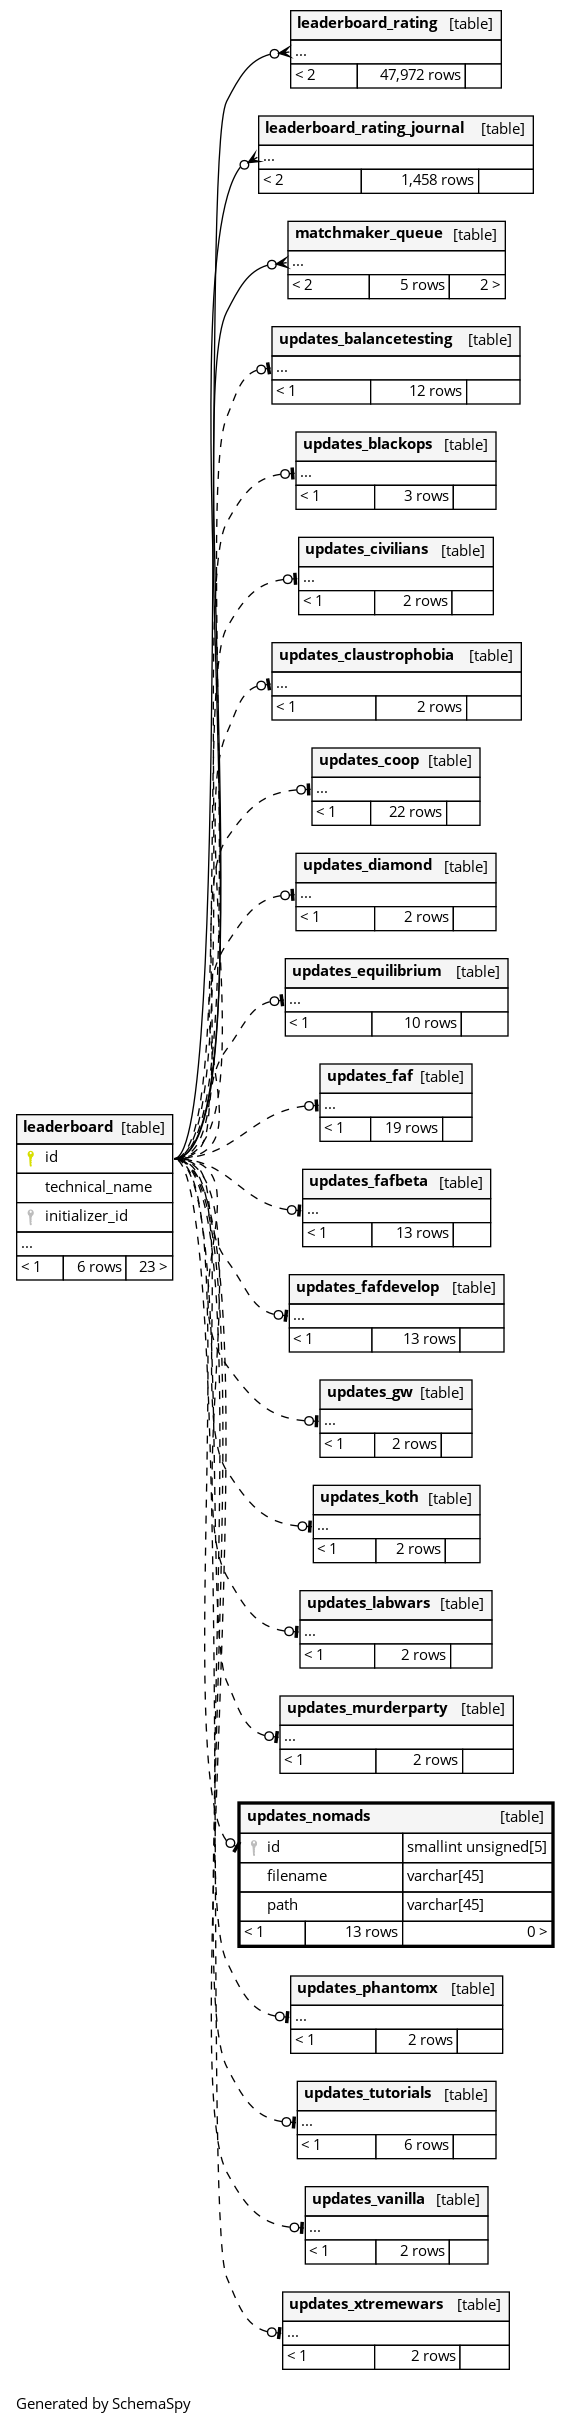 leaderboard_rating [table]
...
< 2 47,972 rows
leaderboard_rating_journal [table]
...
< 2 1,458 rows
matchmaker_queue [table]
...
< 2 5 rows 2 >
updates_balancetesting [table]
...
< 1 12 rows
updates_blackops [table]
...
< 1 3 rows
updates_civilians [table]
...
< 1 2 rows
updates_claustrophobia [table]
...
< 1 2 rows
updates_coop [table]
...
< 1 22 rows
updates_diamond [table]
...
< 1 2 rows
updates_equilibrium [table]
...
< 1 10 rows
updates_faf [table]
...
< 1 19 rows
leaderboard [table]
id
technical_name
initializer_id
...
< 1 6 rows 23 >
updates_fafbeta [table]
...
< 1 13 rows
updates_fafdevelop [table]
...
< 1 13 rows
updates_gw [table]
...
< 1 2 rows
updates_koth [table]
...
< 1 2 rows
updates_labwars [table]
...
< 1 2 rows
updates_murderparty [table]
...
< 1 2 rows
updates_nomads [table]
id smallint unsigned[5]
filename varchar[45]
path varchar[45]
< 1 13 rows 0 >
updates_phantomx [table]
...
< 1 2 rows
updates_tutorials [table]
...
< 1 6 rows
updates_vanilla [table]
...
< 1 2 rows
updates_xtremewars [table]
...
< 1 2 rows
Generated by SchemaSpy